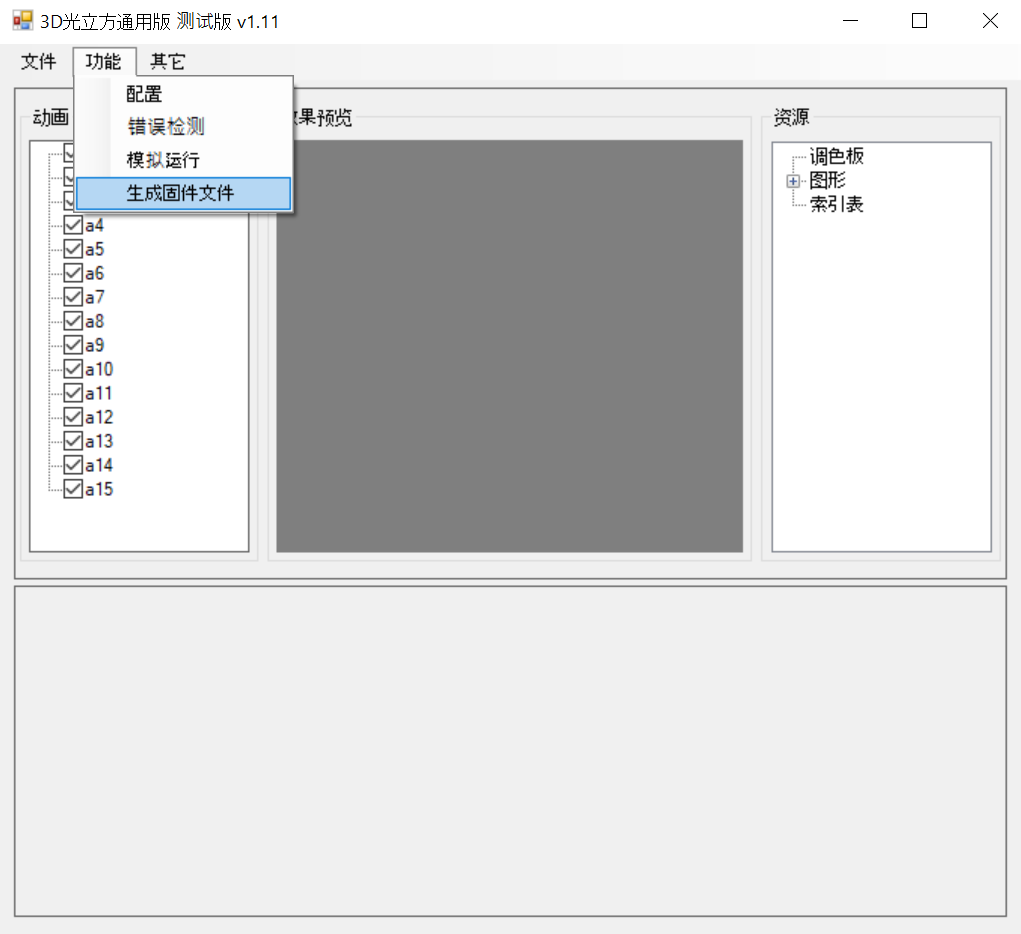 3D光立方通用版 测试版 v1.11
文件 功能 其它
配置
错误检测
模拟运行
生成固件文件
动画
果预览
资源
a4
a5
a6
a7
a8
a9
a10
a11
a12
a13
a14
a15
调色板
图形
索引表